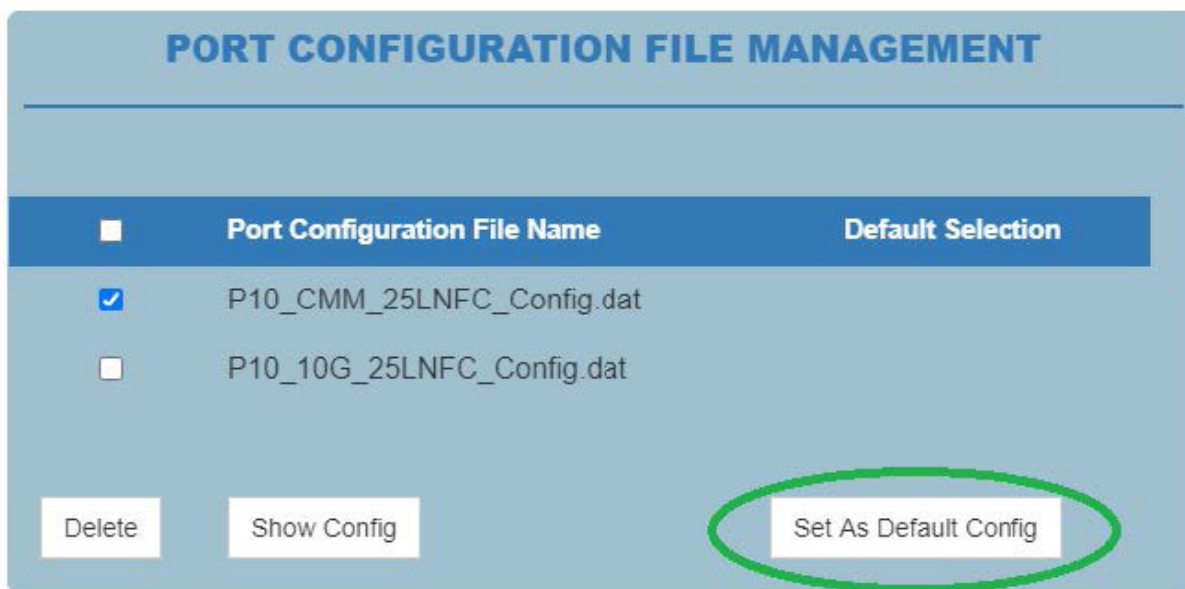 PORT CONFIGURATION FILE MANAGEMENT
Port Configuration File Name Default Selection
P10_CMM_25LNFC_Config.dat
P10_10G_25LNFC_Config.dat
Delete Show Config Set As Default Config